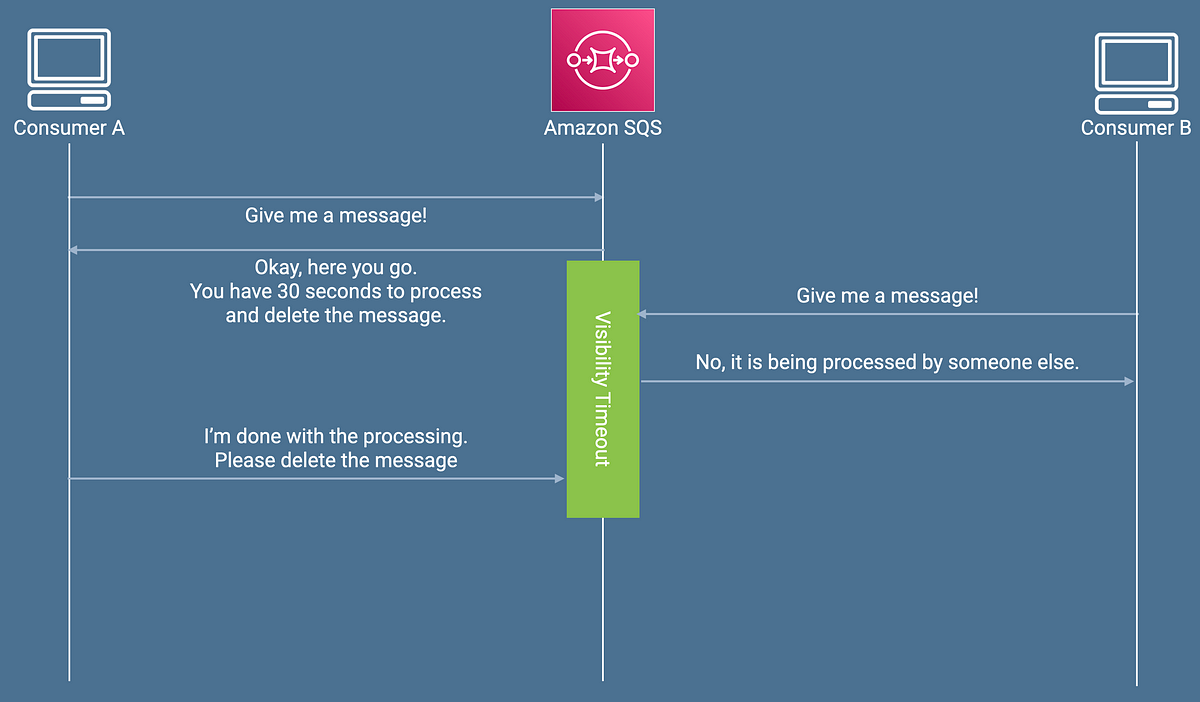 Consumer A
Amazon SQS
Consumer B
Give me a message!
Okay, here you go.
You have 30 seconds to process
and delete the message.
Visibility Timeout
Give me a message!
No, it is being processed by someone else.
I’m done with the processing.
Please delete the message